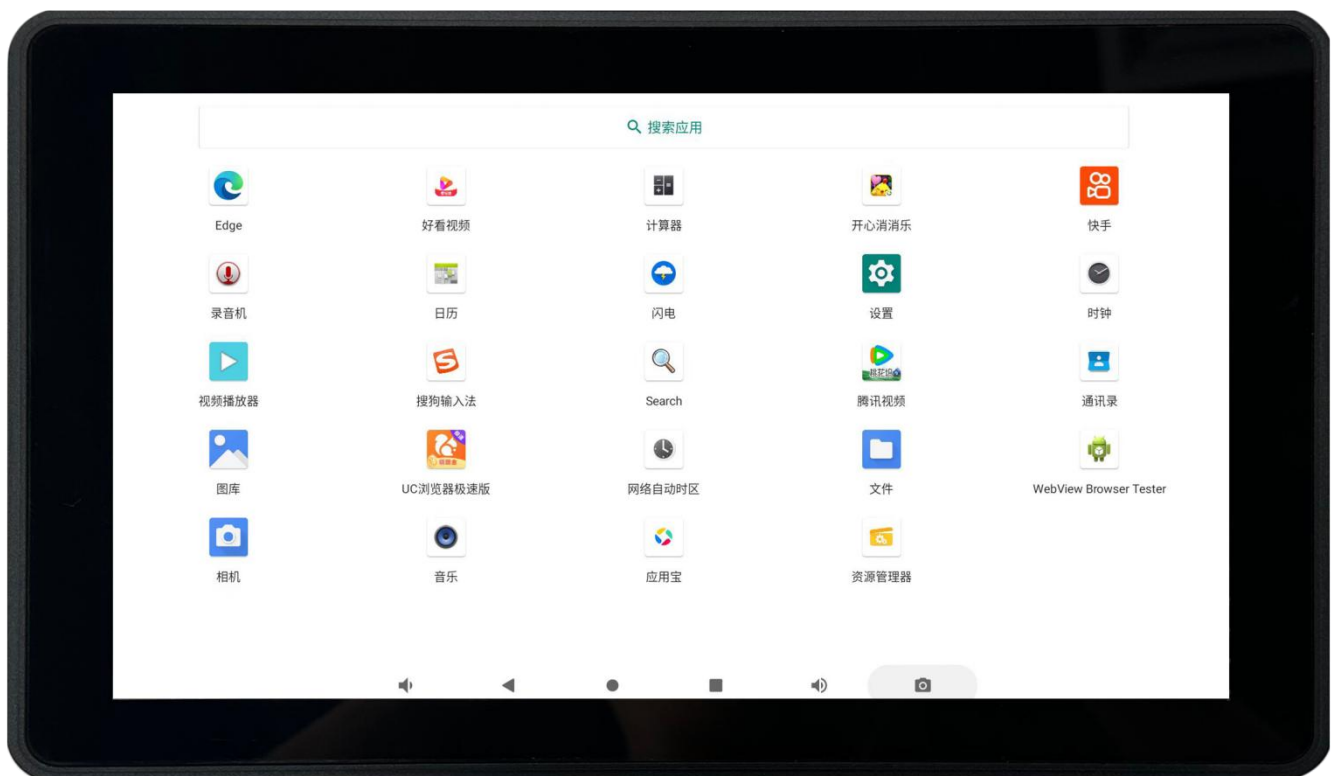 搜索应用
Edge
好看视频
计算器
开心消消乐
快手
录音机
日历
闪电
设置
时钟
视频播放器
搜狗输入法
Search
腾讯视频
通讯录
图库
UC浏览器极速版
网络自动时区
文件
WebView Browser Tester
相机
音乐
应用宝
资源管理器